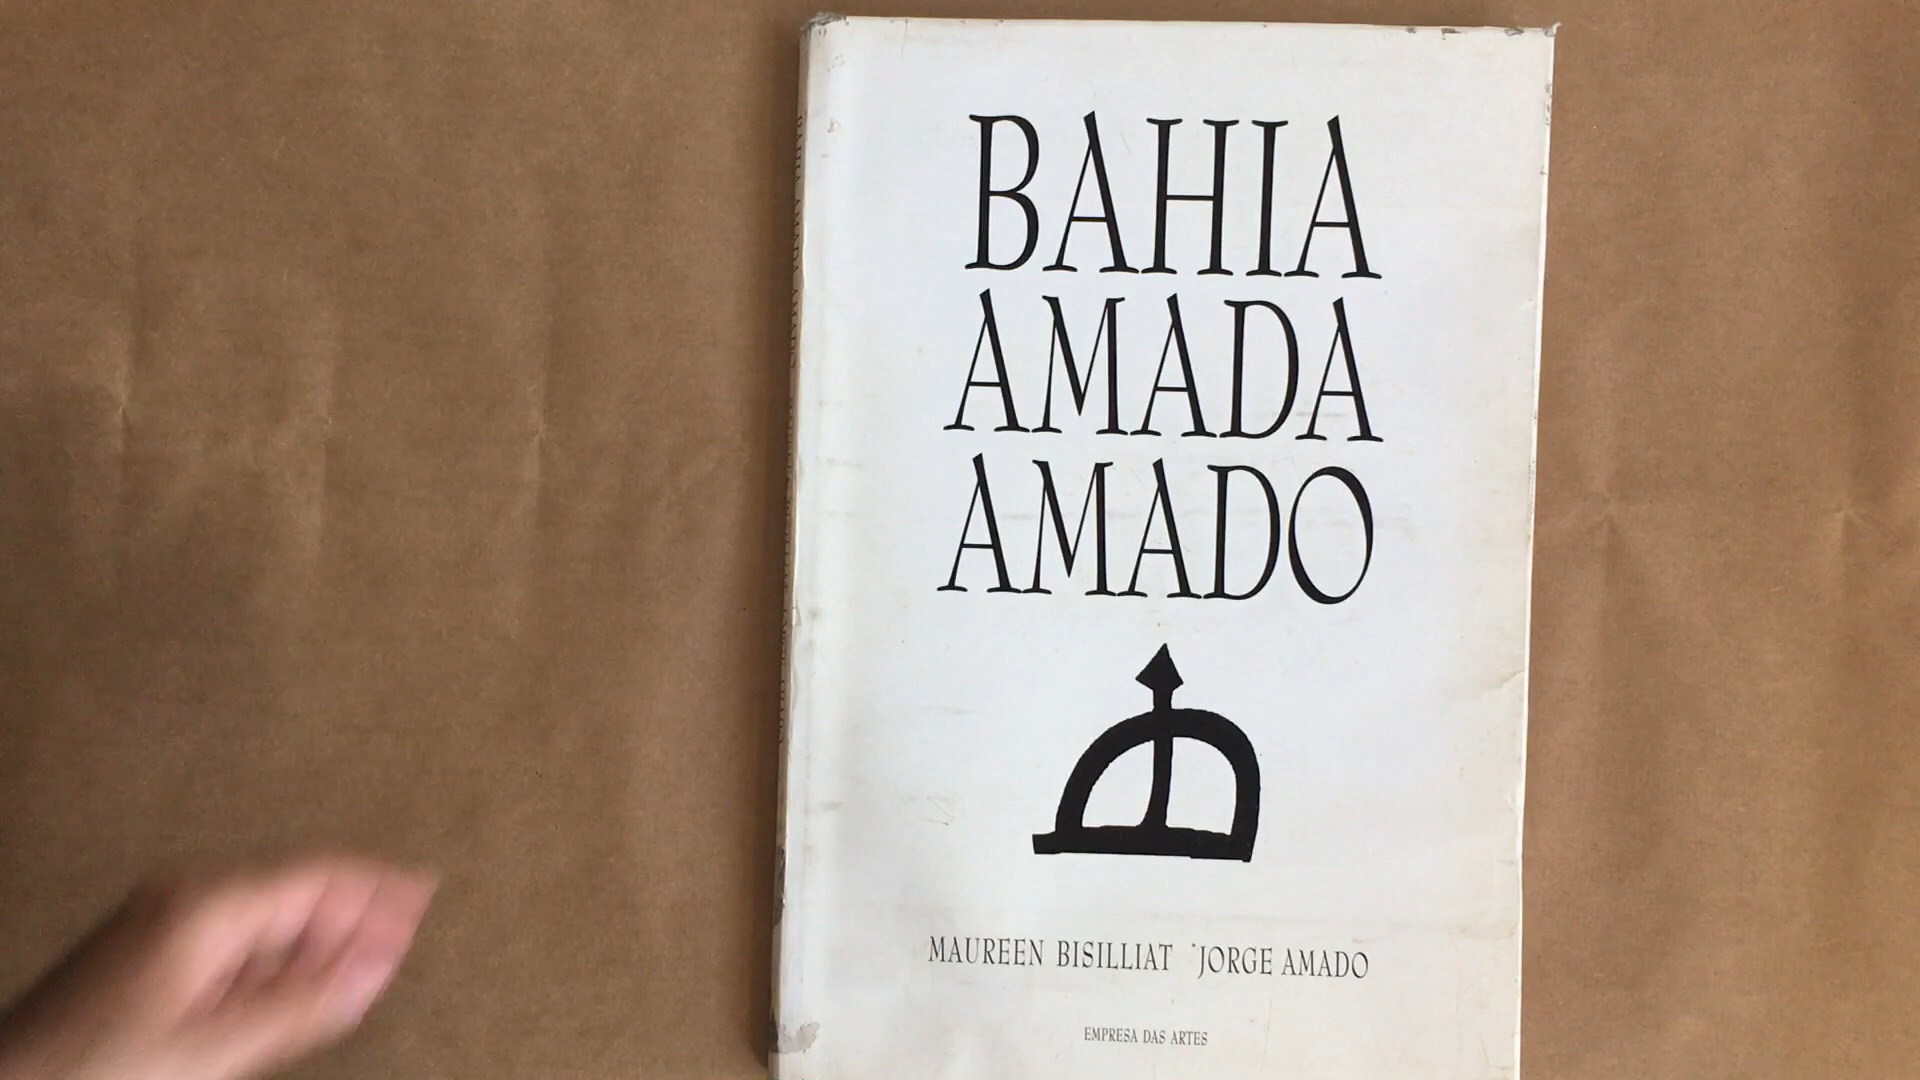 BAHIA
AMADA
AMADO
MAUREEN BISILLIAT JORGE AMADO
EMPRESA DAS ARTES